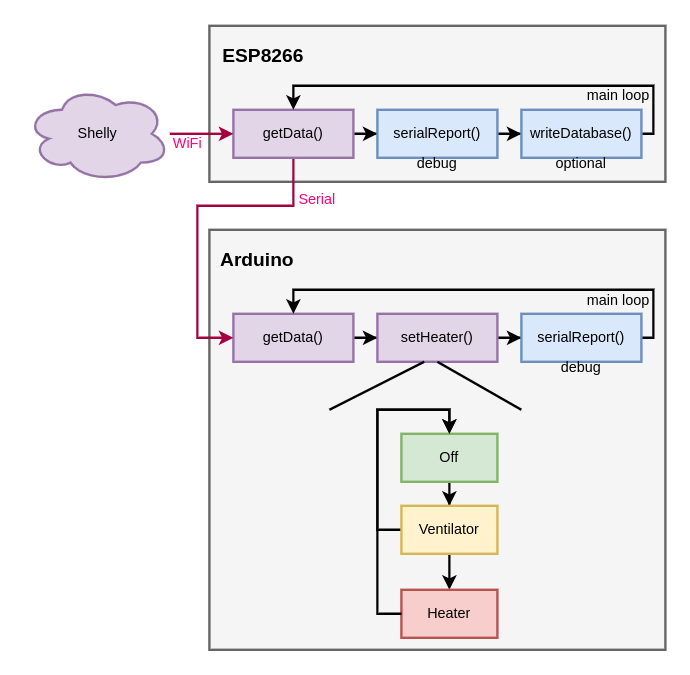 ESP8266
main loop
Shelly
WiFi
getData()
serialReport()
debug
writeDatabase()
optional
Serial
Arduino
main loop
getData()
setHeater()
serialReport()
debug
Off
Ventilator
Heater